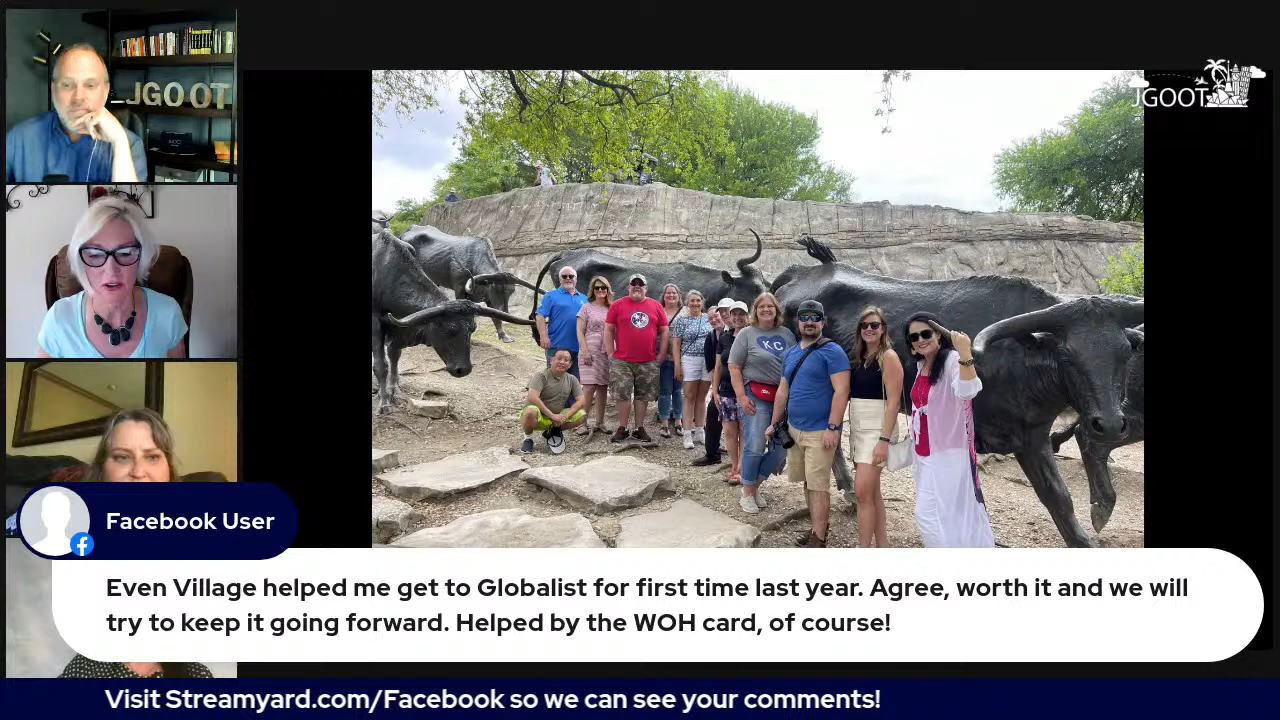 JGOOT
JGOOT
KC
Facebook User
Even Village helped me get to Globalist for first time last year. Agree, worth it and we will
try to keep it going forward. Helped by the WOH card, of course!
Visit Streamyard.com/Facebook so we can see your comments!